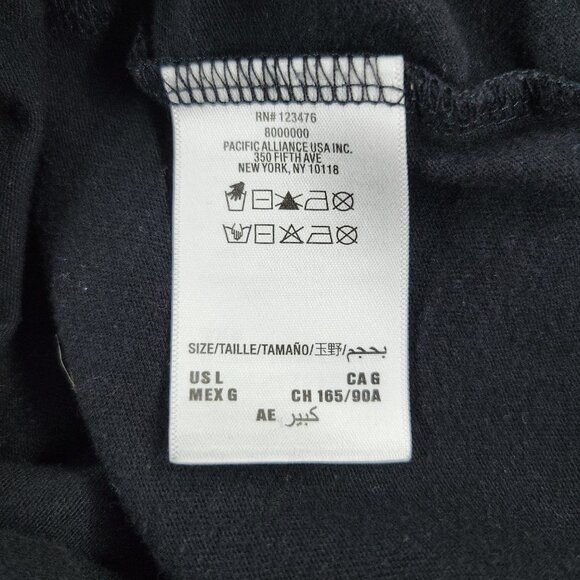 RN# 123476
8000000
PACIFIC ALLIANCE USA INC.
350 FIFTH AVE
NEW YORK, NY 10118
SIZE/TAILLE/TAMAÑO/玉野/بحجم
US L CA G
MEX G CH 165/90A
AE كبير